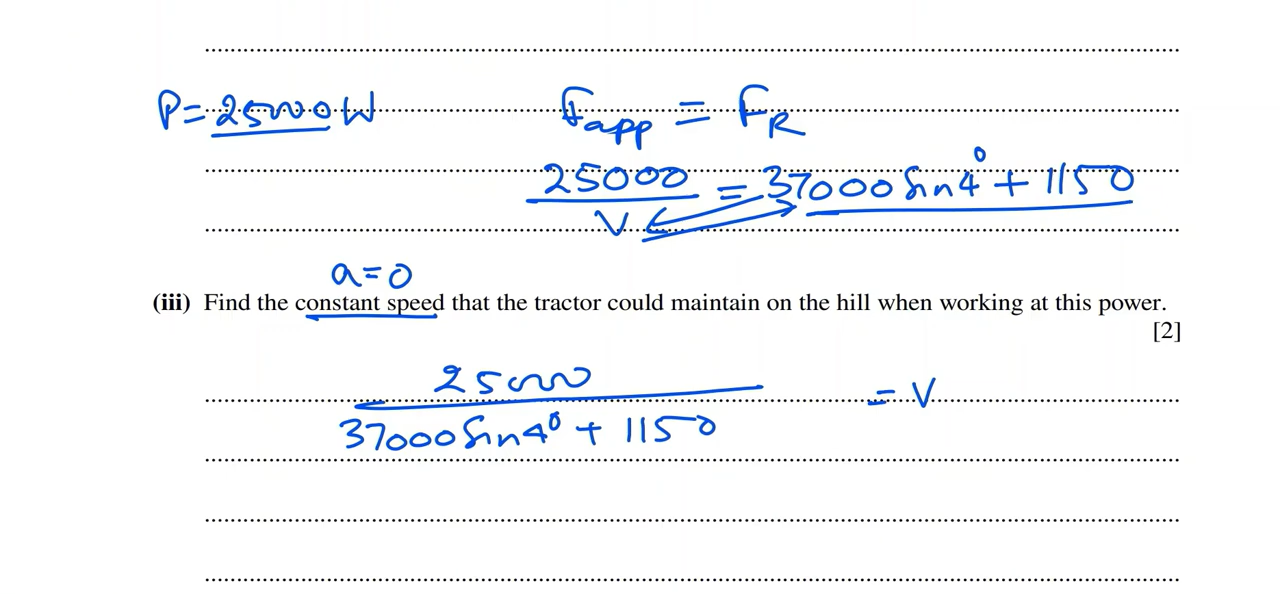 P = 25000W F_app = F_R
25000/V = 37000 Sin 4° + 1150
a = 0
(iii) Find the constant speed that the tractor could maintain on the hill when working at this power.
[2]
25000/(37000 Sin 4° + 1150) = V